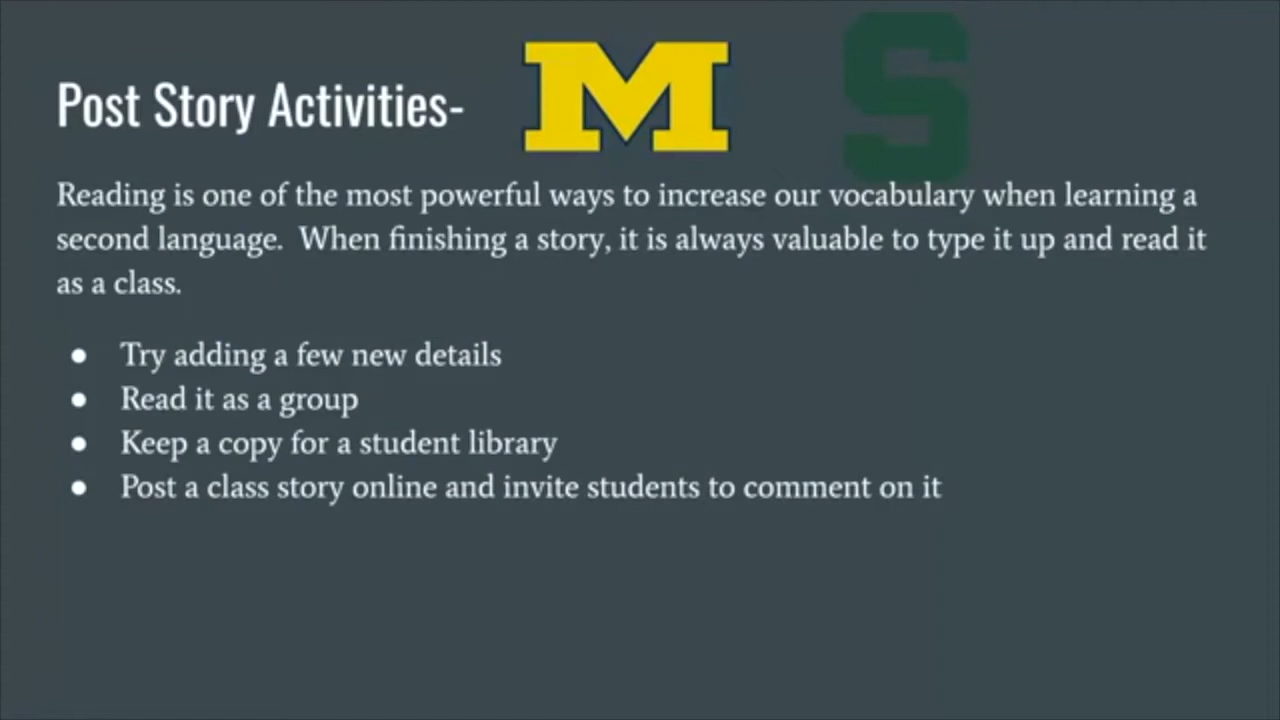 Post Story Activities-
M
S
Reading is one of the most powerful ways to increase our vocabulary when learning a
second language.  When finishing a story, it is always valuable to type it up and read it
as a class.
● Try adding a few new details
● Read it as a group
● Keep a copy for a student library
● Post a class story online and invite students to comment on it